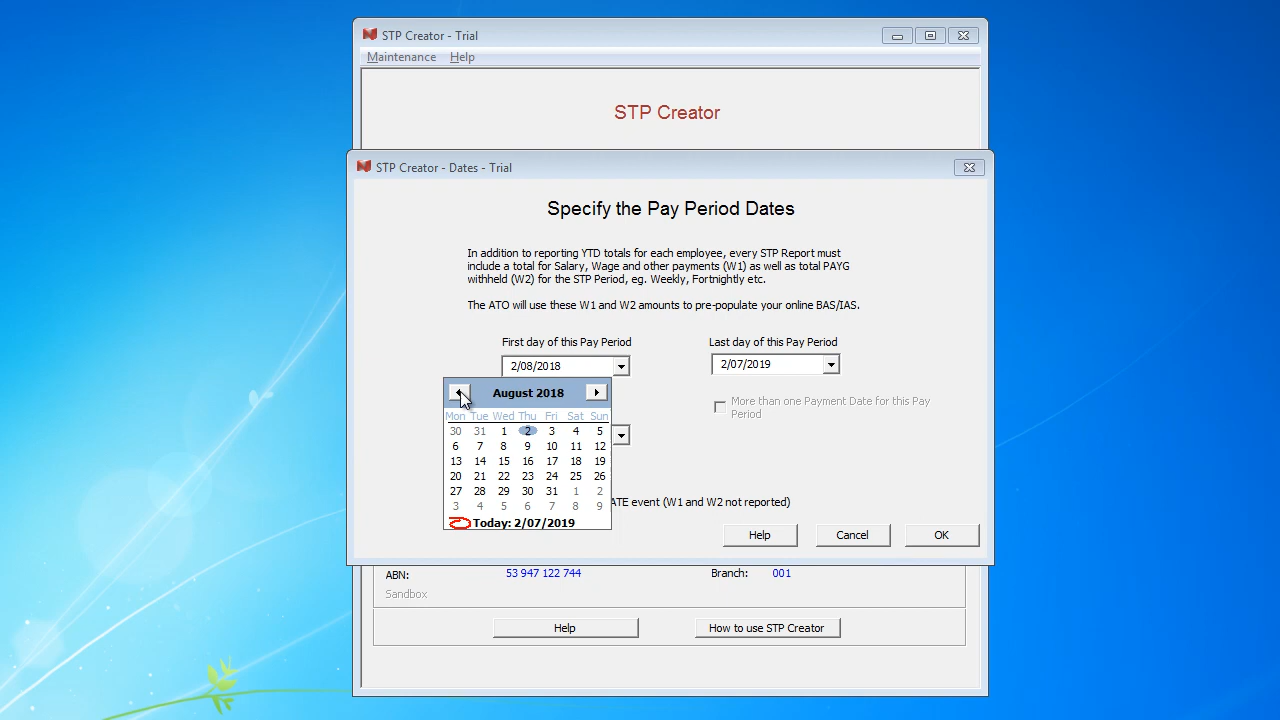 STP Creator - Trial
Maintenance Help
STP Creator
STP Creator - Dates - Trial
Specify the Pay Period Dates
In addition to reporting YTD totals for each employee, every STP Report must
include a total for Salary, Wage and other payments (W1) as well as total PAYG
withheld (W2) for the STP Period, eg. Weekly, Fortnightly etc.
The ATO will use these W1 and W2 amounts to pre-populate your online BAS/IAS.
First day of this Pay Period
Last day of this Pay Period
2/08/2018
2/07/2019
August 2018
Mon Tue Wed Thu Fri Sat Sun
30 31 1 2 3 4 5
6 7 8 9 10 11 12
13 14 15 16 17 18 19
20 21 22 23 24 25 26
27 28 29 30 31 1 2
3 4 5 6 7 8 9
Today: 2/07/2019
More than one Payment Date for this Pay
Period
ATE event (W1 and W2 not reported)
Help Cancel OK
ABN: 53 947 122 744 Branch: 001
Sandbox
Help How to use STP Creator